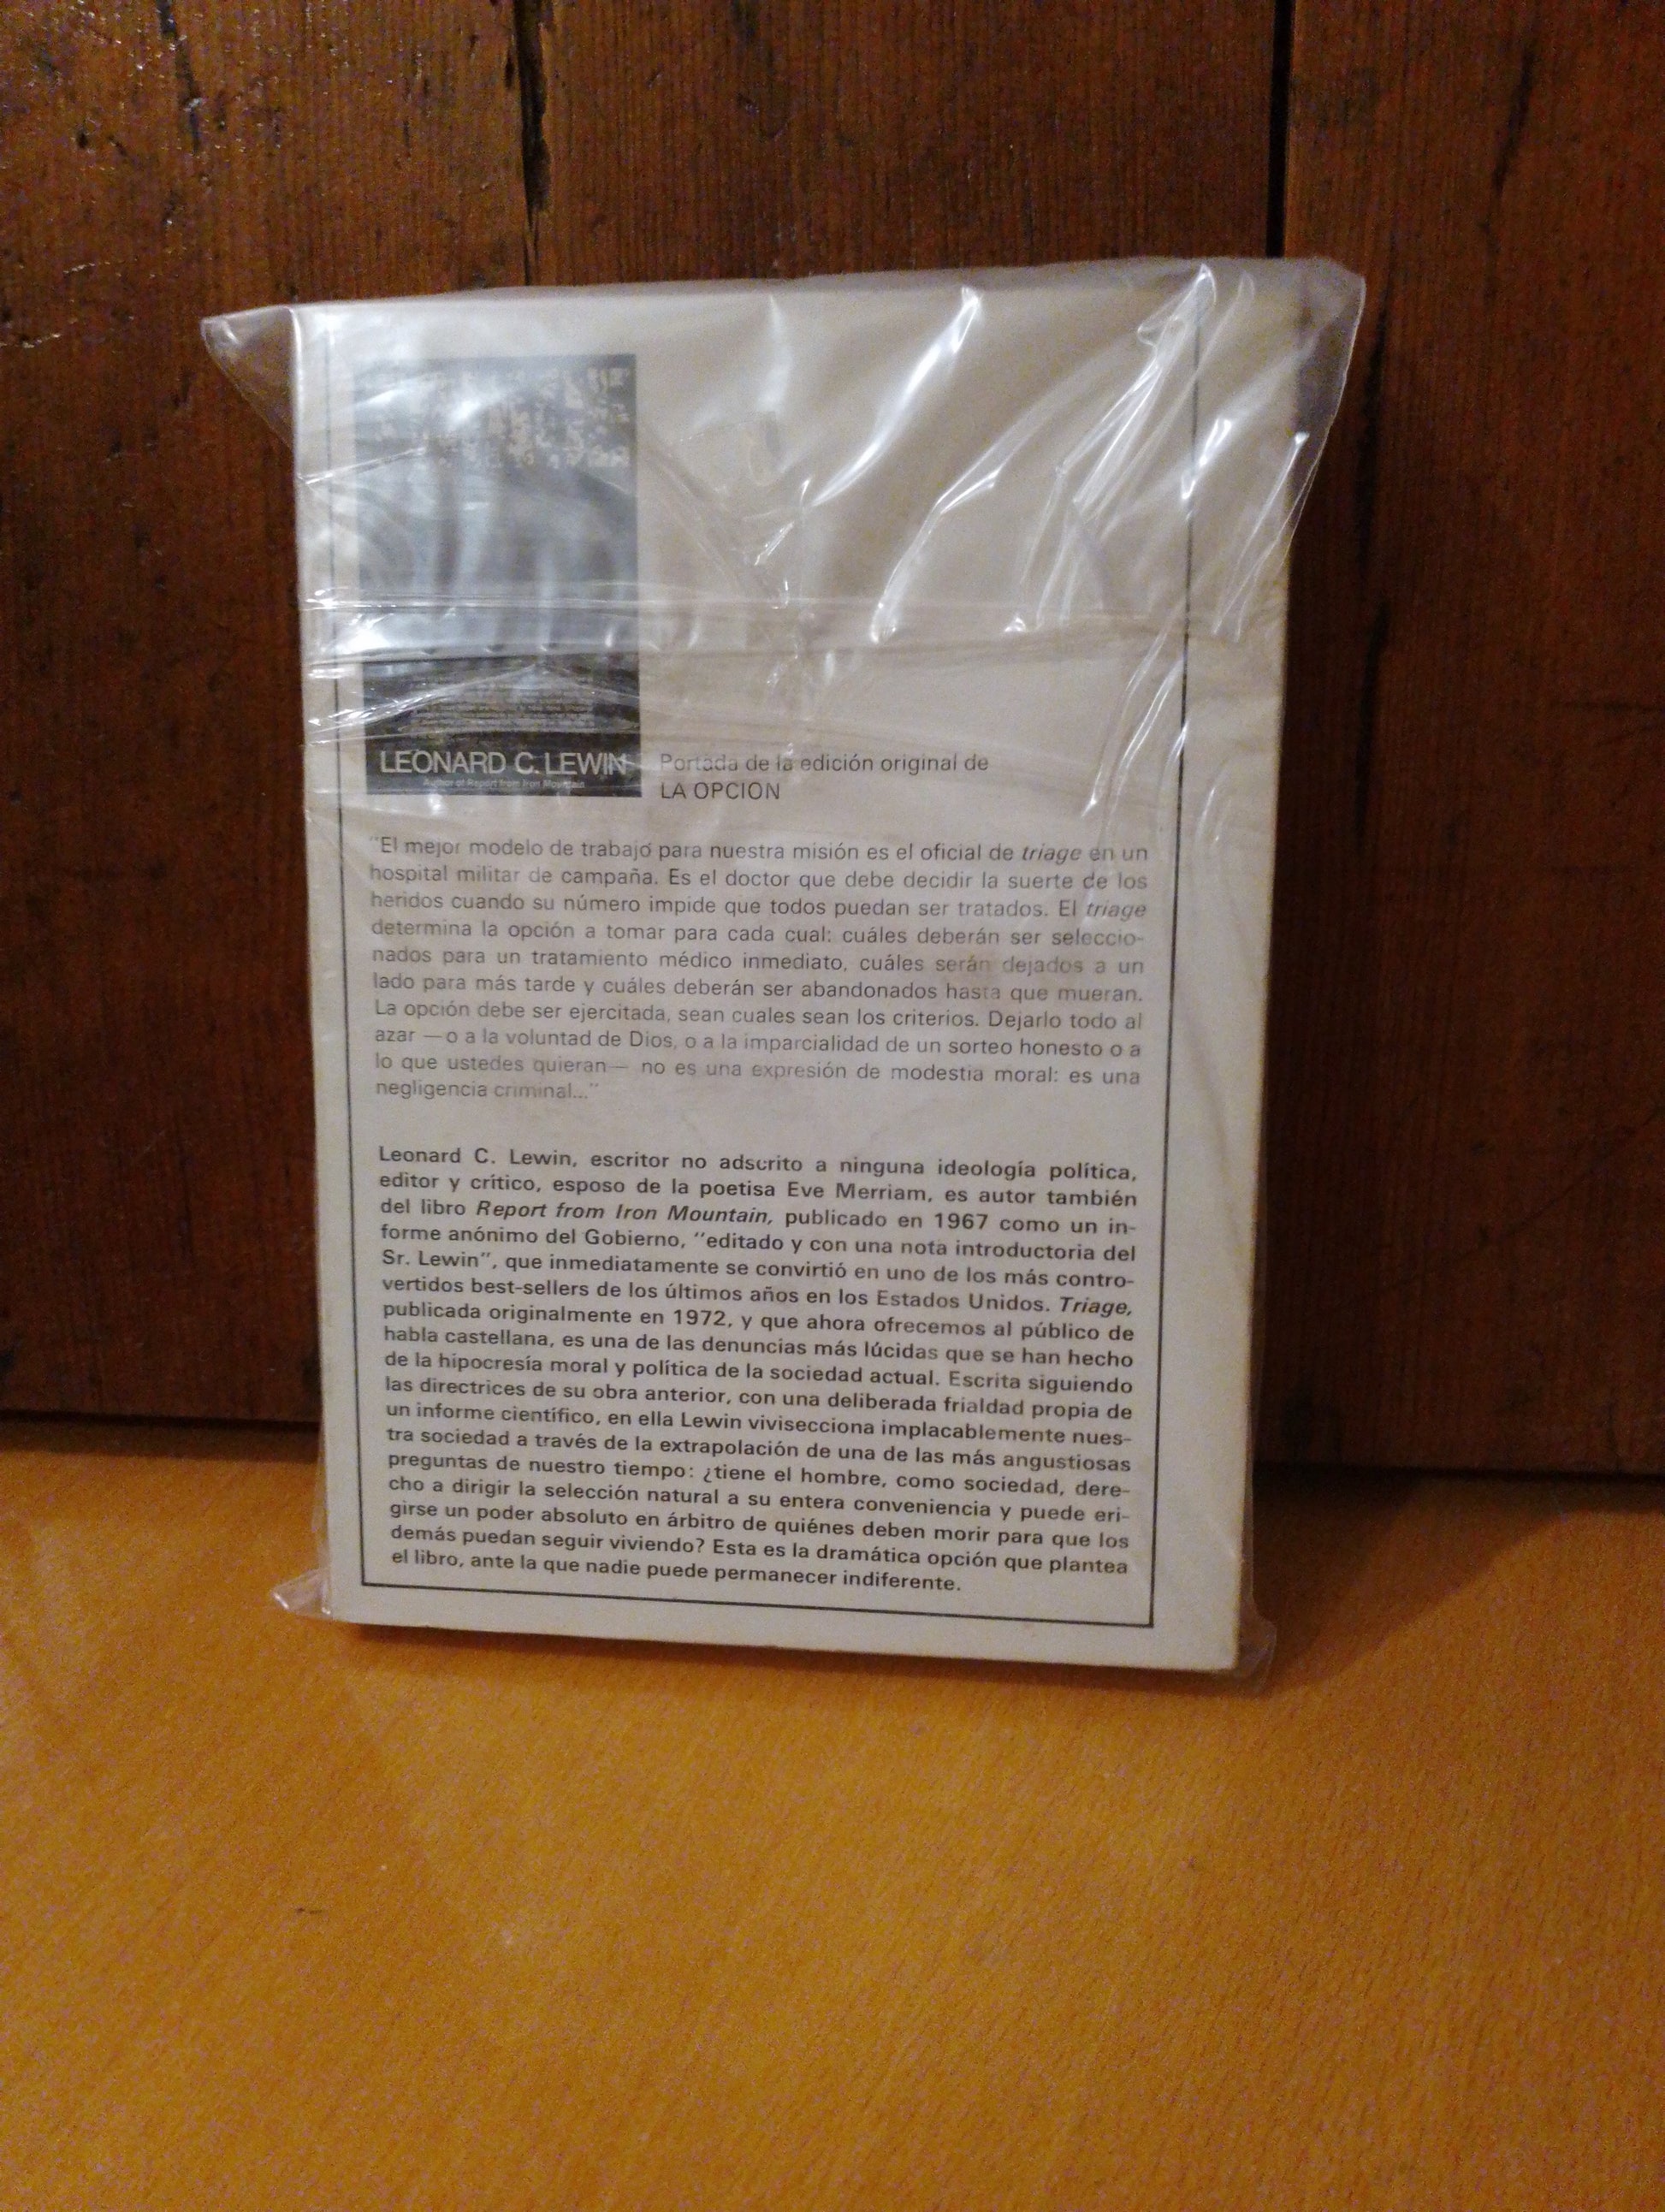 LEONARD C. LEWIN
Author of Report from Iron Mountain
Portada de la edición original de
LA OPCION
"El mejor modelo de trabajo para nuestra misión es el oficial de triage en un
hospital militar de campaña. Es el doctor que debe decidir la suerte de los
heridos cuando su número impide que todos puedan ser tratados. El triage
determina la opción a tomar para cada cual: cuáles deberán ser seleccio-
nados para un tratamiento médico inmediato, cuáles serán dejados a un
lado para más tarde y cuáles deberán ser abandonados hasta que mueran.
La opción debe ser ejercitada, sean cuales sean los criterios. Dejarlo todo al
azar —o a la voluntad de Dios, o a la imparcialidad de un sorteo honesto o a
lo que ustedes quieran— no es una expresión de modestia moral: es una
negligencia criminal..."
Leonard C. Lewin, escritor no adscrito a ninguna ideología política,
editor y crítico, esposo de la poetisa Eve Merriam, es autor también
del libro Report from Iron Mountain, publicado en 1967 como un in-
forme anónimo del Gobierno, "editado y con una nota introductoria del
Sr. Lewin", que inmediatamente se convirtió en uno de los más contro-
vertidos best-sellers de los últimos años en los Estados Unidos. Triage,
publicada originalmente en 1972, y que ahora ofrecemos al público de
habla castellana, es una de las denuncias más lúcidas que se han hecho
de la hipocresía moral y política de la sociedad actual. Escrita siguiendo
las directrices de su obra anterior, con una deliberada frialdad propia de
un informe científico, en ella Lewin vivisecciona implacablemente nues-
tra sociedad a través de la extrapolación de una de las más angustiosas
preguntas de nuestro tiempo: ¿tiene el hombre, como sociedad, dere-
cho a dirigir la selección natural a su entera conveniencia y puede eri-
girse un poder absoluto en árbitro de quiénes deben morir para que los
demás puedan seguir viviendo? Esta es la dramática opción que plantea
el libro, ante la que nadie puede permanecer indiferente.